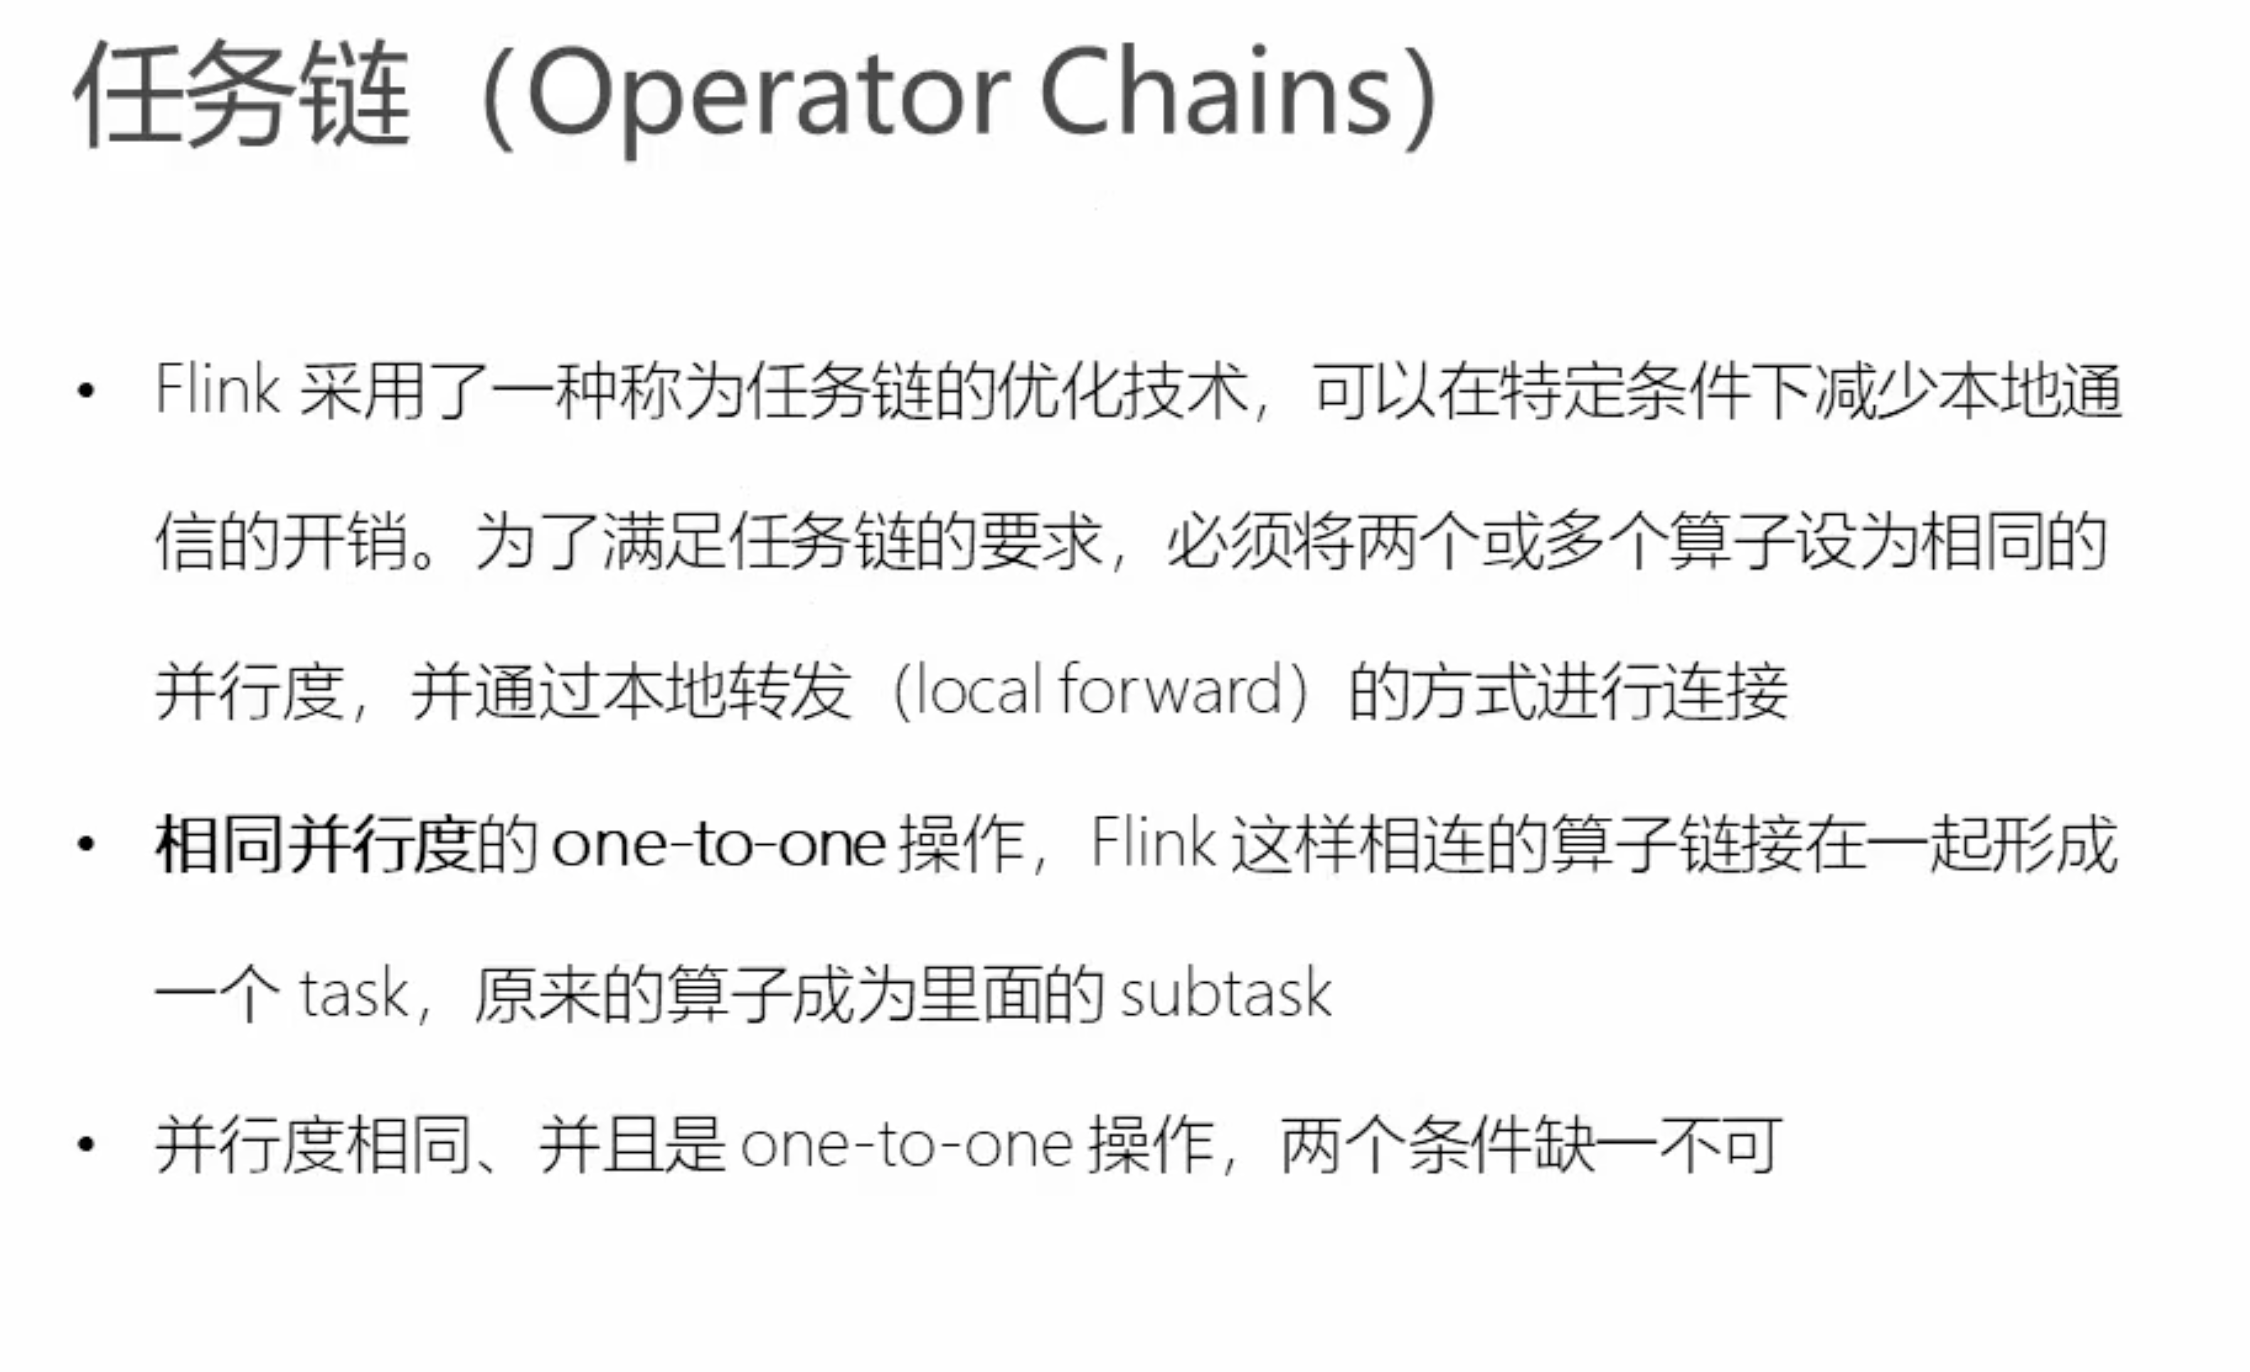 任务链（Operator Chains）
• Flink 采用了一种称为任务链的优化技术，可以在特定条件下减少本地通
信的开销。为了满足任务链的要求，必须将两个或多个算子设为相同的
并行度，并通过本地转发（local forward）的方式进行连接
• 相同并行度的 one-to-one 操作，Flink 这样相连的算子链接在一起形成
一个 task，原来的算子成为里面的 subtask
• 并行度相同、并且是 one-to-one 操作，两个条件缺一不可